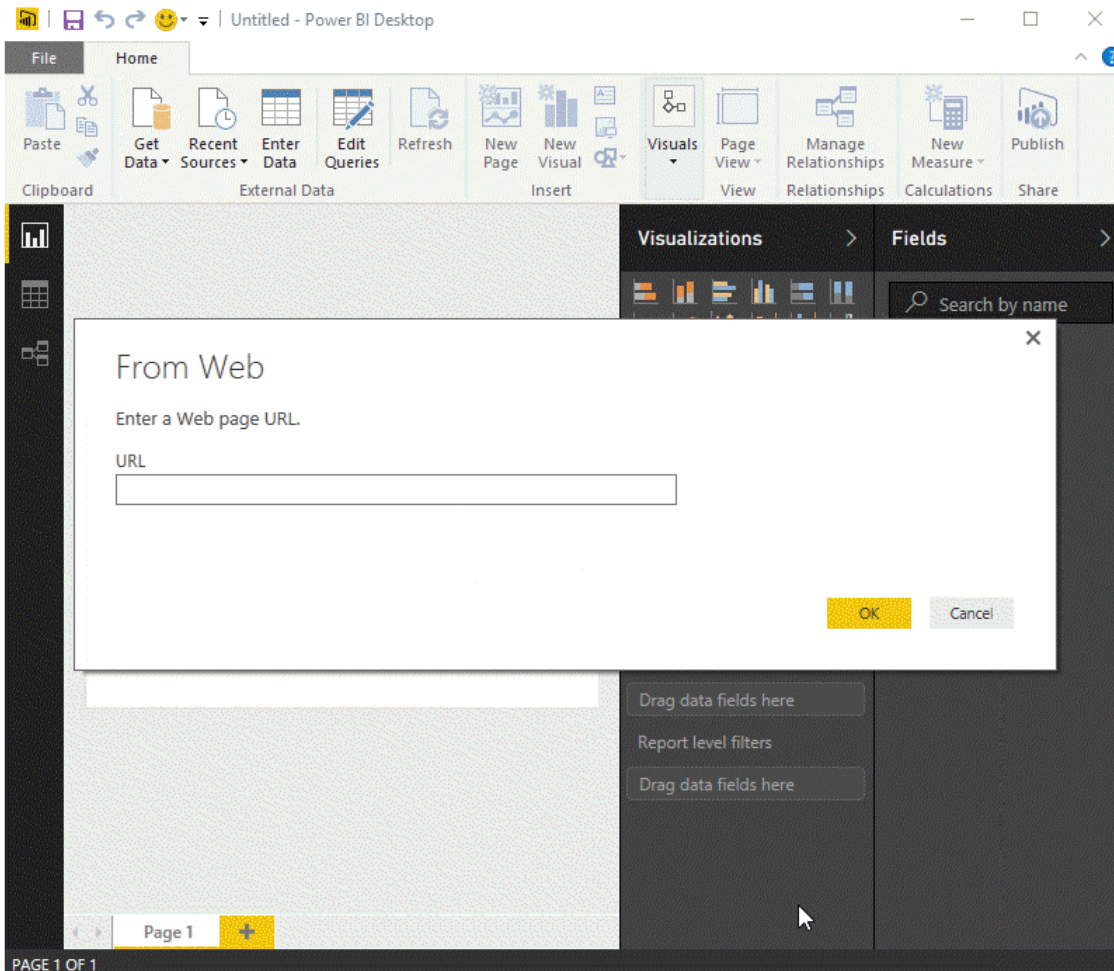 Untitled - Power BI Desktop
File Home
Paste
Get Data
Recent Sources
Enter Data
Edit Queries
Refresh
New Page
New Visual
Visuals
Page View
Manage Relationships
New Measure
Publish
Clipboard External Data Insert View Relationships Calculations Share
Visualizations
Fields
Search by name
From Web
Enter a Web page URL.
URL
OK Cancel
Drag data fields here
Report level filters
Drag data fields here
Page 1
PAGE 1 OF 1